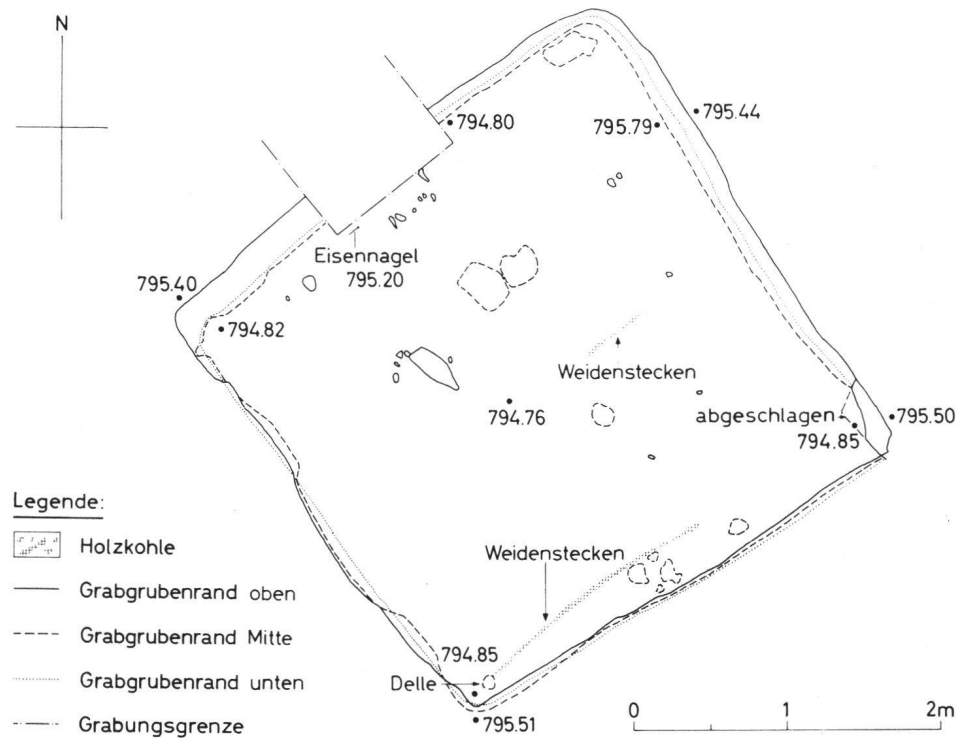 N
794.80
795.79
795.44
Eisennagel
795.20
795.40
794.82
Weidenstecken
794.76
abgeschlagen
795.50
794.85
Legende:
Holzkohle
Grabgrubenrand oben
Grabgrubenrand Mitte
Grabgrubenrand unten
Grabungsgrenze
Weidenstecken
794.85
Delle
795.51
0 1 2m